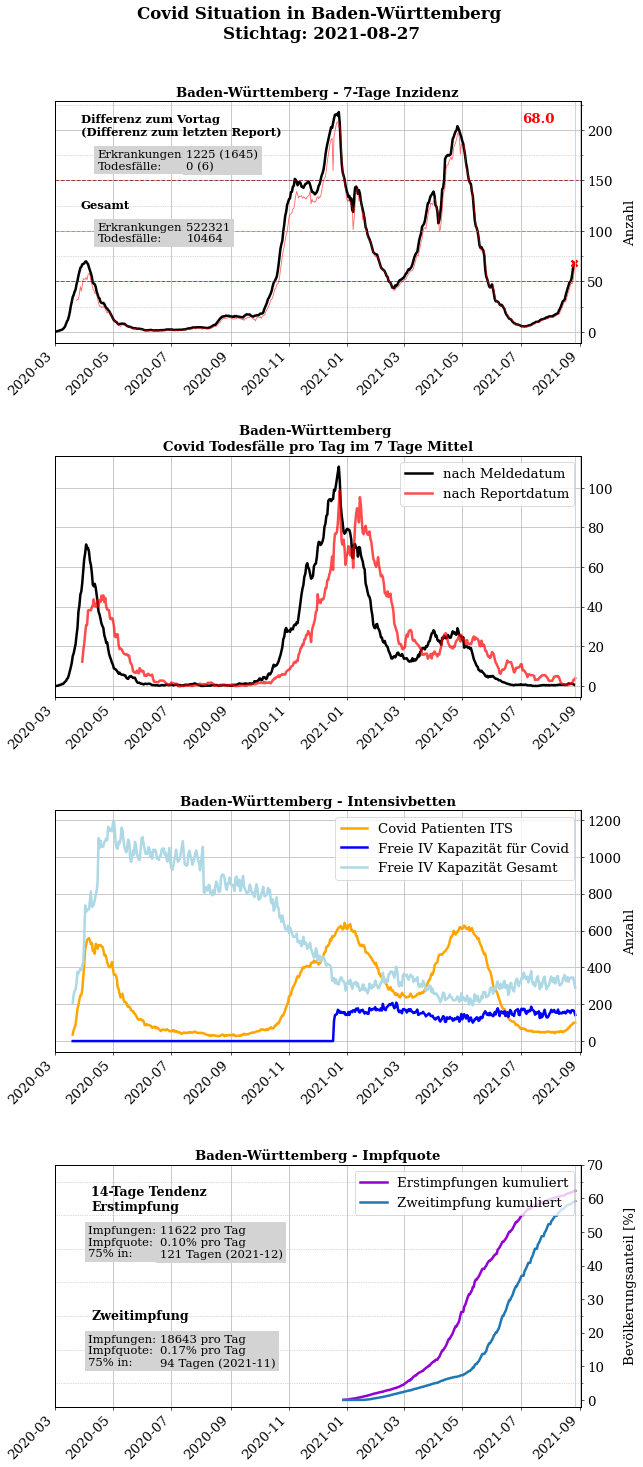 Covid Situation in Baden-Württemberg
Stichtag: 2021-08-27
Baden-Württemberg - 7-Tage Inzidenz
Differenz zum Vortag
(Differenz zum letzten Report)
Erkrankungen 1225 (1645)
Todesfälle: 0 (6)
Gesamt
Erkrankungen 522321
Todesfälle: 10464
68.0
200
150
100
50
0
Anzahl
2020-03
2020-05
2020-07
2020-09
2020-11
2021-01
2021-03
2021-05
2021-07
2021-09
Baden-Württemberg
Covid Todesfälle pro Tag im 7 Tage Mittel
nach Meldedatum
nach Reportdatum
100
80
60
40
20
0
2020-03
2020-05
2020-07
2020-09
2020-11
2021-01
2021-03
2021-05
2021-07
2021-09
Baden-Württemberg - Intensivbetten
Covid Patienten ITS
Freie IV Kapazität für Covid
Freie IV Kapazität Gesamt
1200
1000
800
600
400
200
0
Anzahl
2020-03
2020-05
2020-07
2020-09
2020-11
2021-01
2021-03
2021-05
2021-07
2021-09
Baden-Württemberg - Impfquote
14-Tage Tendenz
Erstimpfung
Impfungen: 11622 pro Tag
Impfquote: 0.10% pro Tag
75% in: 121 Tagen (2021-12)
Zweitimpfung
Impfungen: 18643 pro Tag
Impfquote: 0.17% pro Tag
75% in: 94 Tagen (2021-11)
Erstimpfungen kumuliert
Zweitimpfung kumuliert
70
60
50
40
30
20
10
0
Bevölkerungsanteil [%]
2020-03
2020-05
2020-07
2020-09
2020-11
2021-01
2021-03
2021-05
2021-07
2021-09